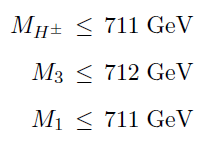 M_{H^±} ≤ 711 GeV
M_3 ≤ 712 GeV
M_1 ≤ 711 GeV